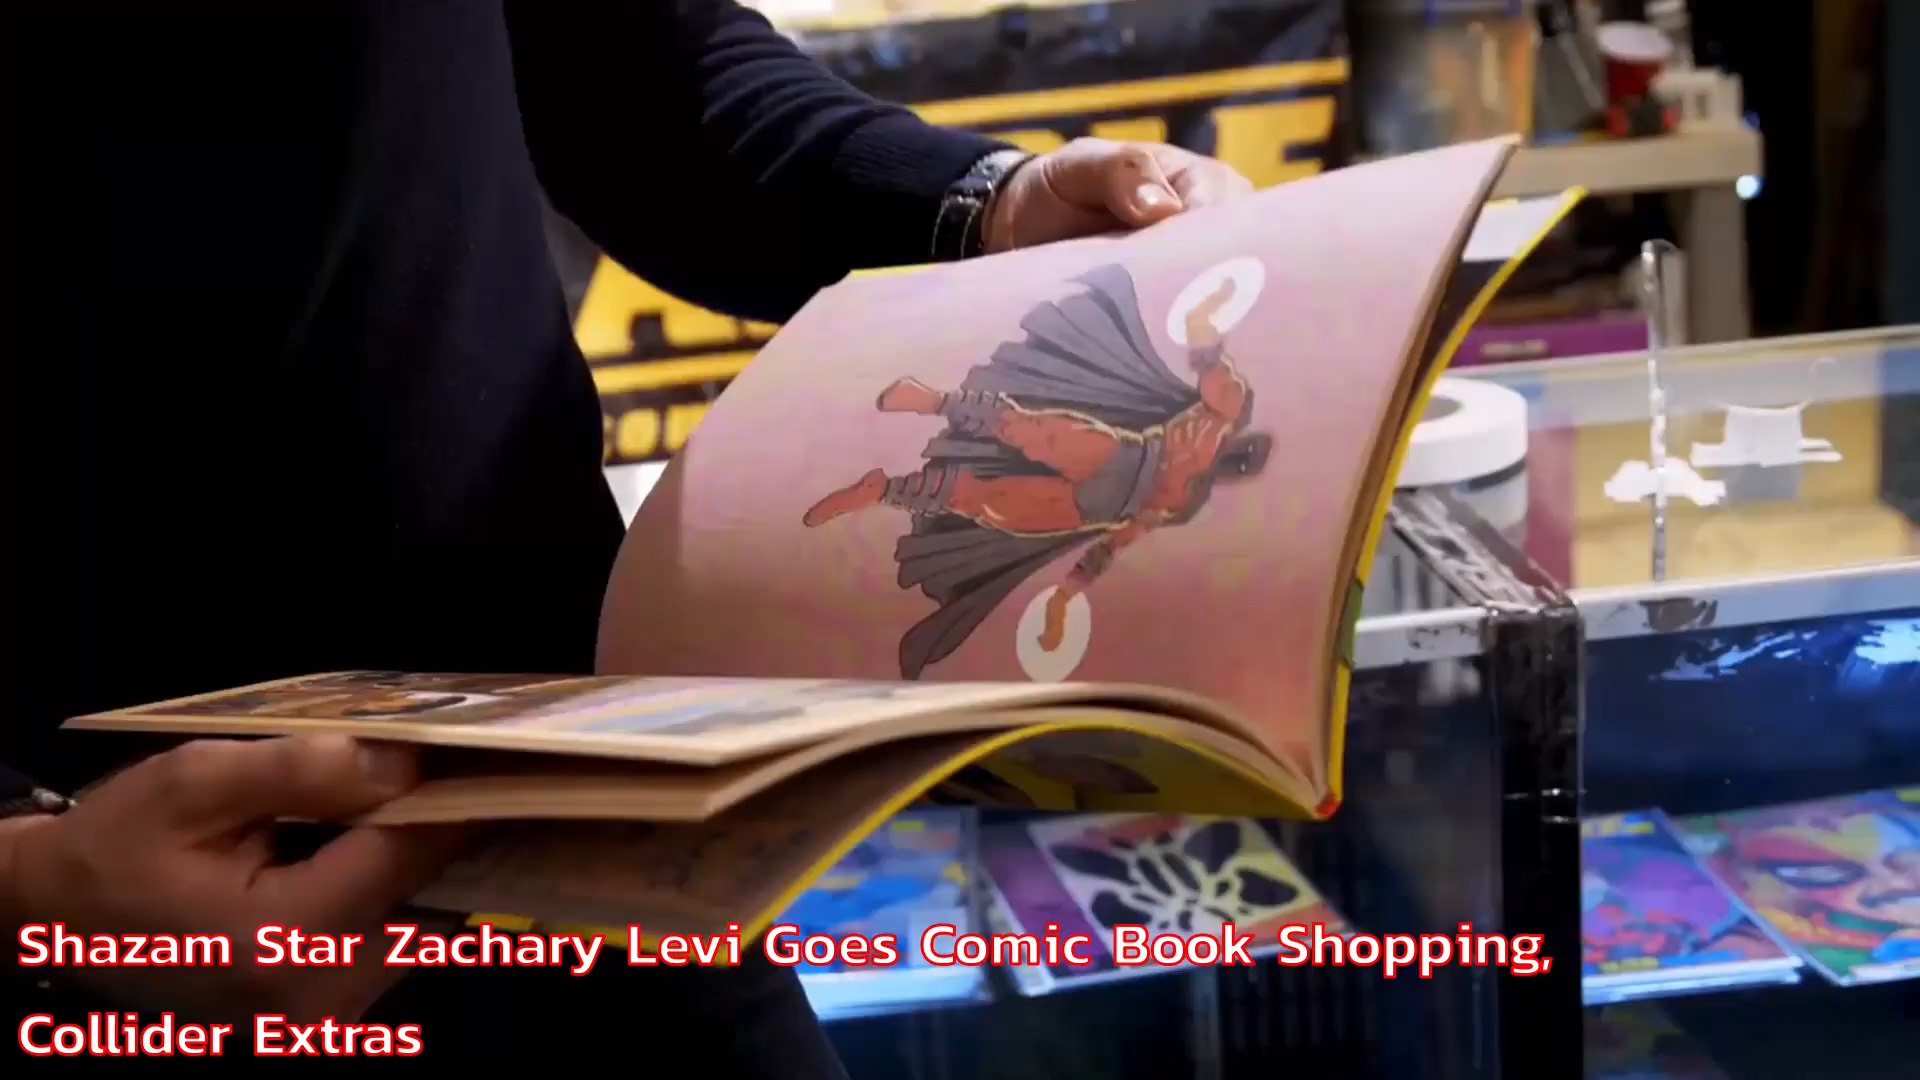 Shazam Star Zachary Levi Goes Comic Book Shopping,
Collider Extras